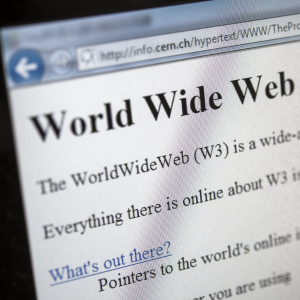 http://info.cern.ch/hypertext/WWW/ThePro
World Wide Web
The WorldWideWeb (W3) is a wide-a
Everything there is online about W3 is
What's out there?
Pointers to the world's online i
or you are using